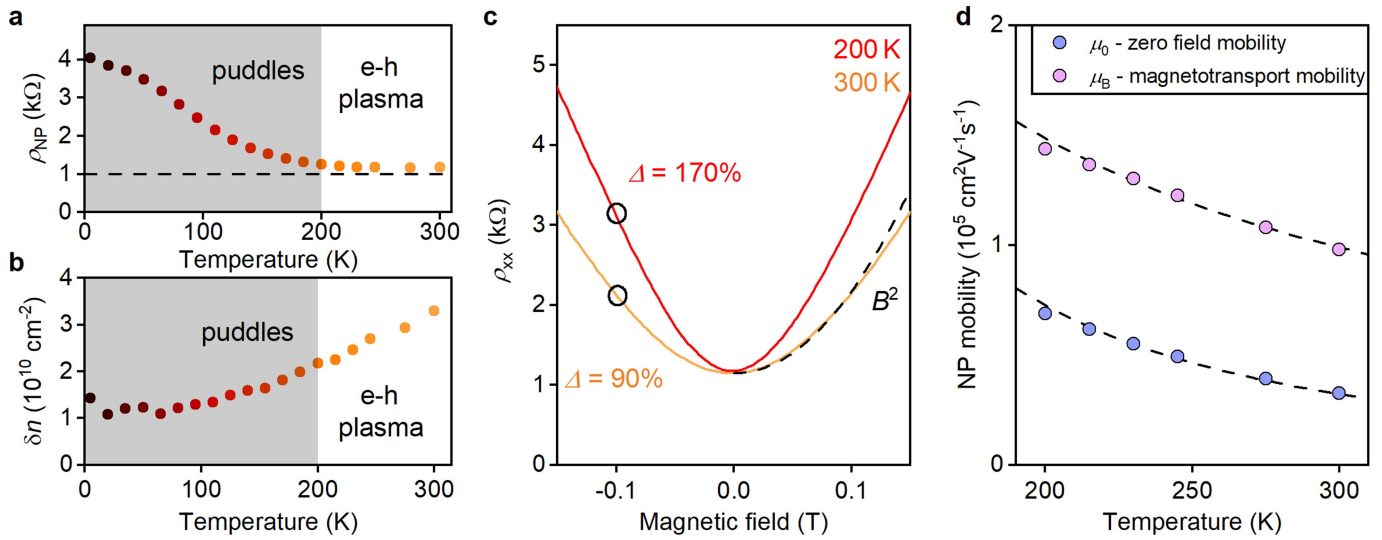 a
ρNP (kΩ)
5
4
3
2
1
0
puddles
e-h
plasma
0
100
200
300
Temperature (K)
b
δn (10¹⁰ cm⁻²)
4
3
2
1
0
puddles
e-h
plasma
0
100
200
300
Temperature (K)
c
ρxx (kΩ)
5
4
3
2
1
0
200 K
300 K
Δ = 170%
Δ = 90%
B²
-0.1
0.0
0.1
Magnetic field (T)
d
NP mobility (10⁵ cm²V⁻¹s⁻¹)
2
1
0
μ₀ - zero field mobility
μB - magnetotransport mobility
200
250
300
Temperature (K)